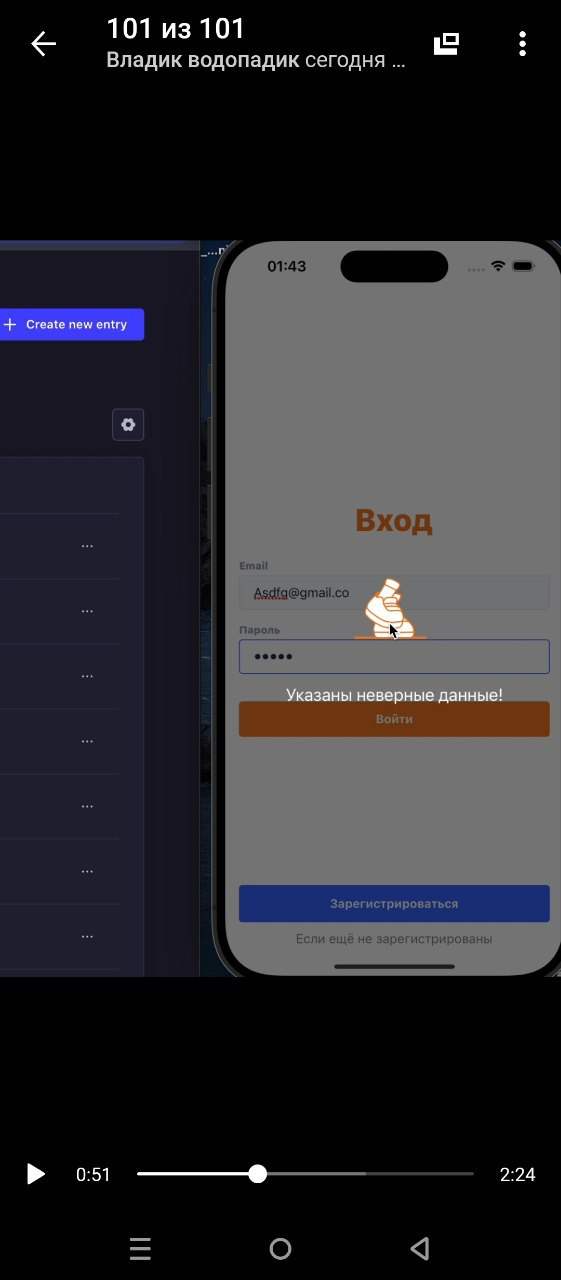 101 из 101
Владик водопадик сегодня ...
01:43
+ Create new entry
Вход
Email
Asdfg@gmail.co
Пароль
•••••
Указаны неверные данные!
Войти
Зарегистрироваться
Если ещё не зарегистрированы
0:51
2:24